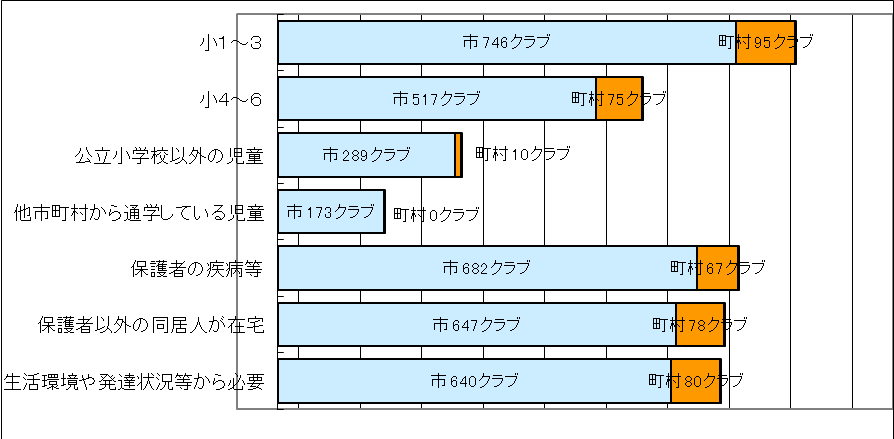 小1～3 市746クラブ 町村95クラブ
小4～6 市517クラブ 町村75クラブ
公立小学校以外の児童 市289クラブ 町村10クラブ
他市町村から通学している児童 市173クラブ 町村0クラブ
保護者の疾病等 市682クラブ 町村67クラブ
保護者以外の同居人が在宅 市647クラブ 町村78クラブ
生活環境や発達状況等から必要 市640クラブ 町村80クラブ